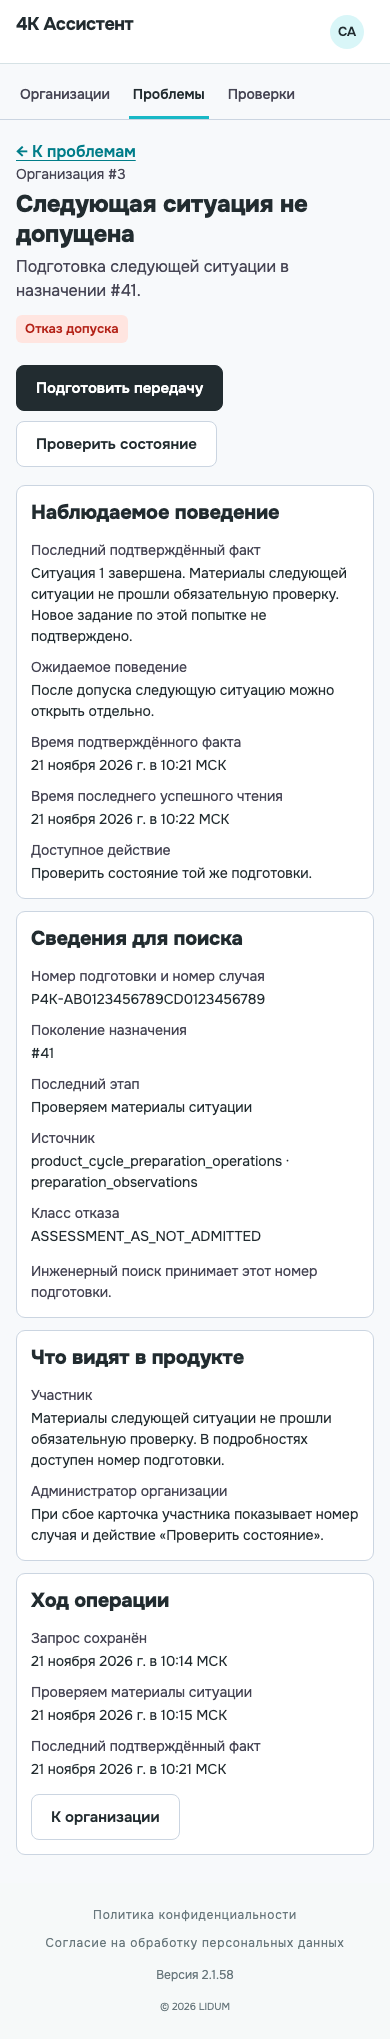 4К Ассистент
СА
Организации Проблемы Проверки
← К проблемам
Организация #3
Следующая ситуация не
допущена
Подготовка следующей ситуации в
назначении #41.
Отказ допуска
Подготовить передачу
Проверить состояние
Наблюдаемое поведение
Последний подтверждённый факт
Ситуация 1 завершена. Материалы следующей
ситуации не прошли обязательную проверку.
Новое задание по этой попытке не
подтверждено.
Ожидаемое поведение
После допуска следующую ситуацию можно
открыть отдельно.
Время подтверждённого факта
21 ноября 2026 г. в 10:21 МСК
Время последнего успешного чтения
21 ноября 2026 г. в 10:22 МСК
Доступное действие
Проверить состояние той же подготовки.
Сведения для поиска
Номер подготовки и номер случая
P4K-AB0123456789CD0123456789
Поколение назначения
#41
Последний этап
Проверяем материалы ситуации
Источник
product_cycle_preparation_operations ·
preparation_observations
Класс отказа
ASSESSMENT_AS_NOT_ADMITTED
Инженерный поиск принимает этот номер
подготовки.
Что видят в продукте
Участник
Материалы следующей ситуации не прошли
обязательную проверку. В подробностях
доступен номер подготовки.
Администратор организации
При сбое карточка участника показывает номер
случая и действие «Проверить состояние».
Ход операции
Запрос сохранён
21 ноября 2026 г. в 10:14 МСК
Проверяем материалы ситуации
21 ноября 2026 г. в 10:15 МСК
Последний подтверждённый факт
21 ноября 2026 г. в 10:21 МСК
К организации
Политика конфиденциальности
Согласие на обработку персональных данных
Версия 2.1.58
© 2026 LIDUM